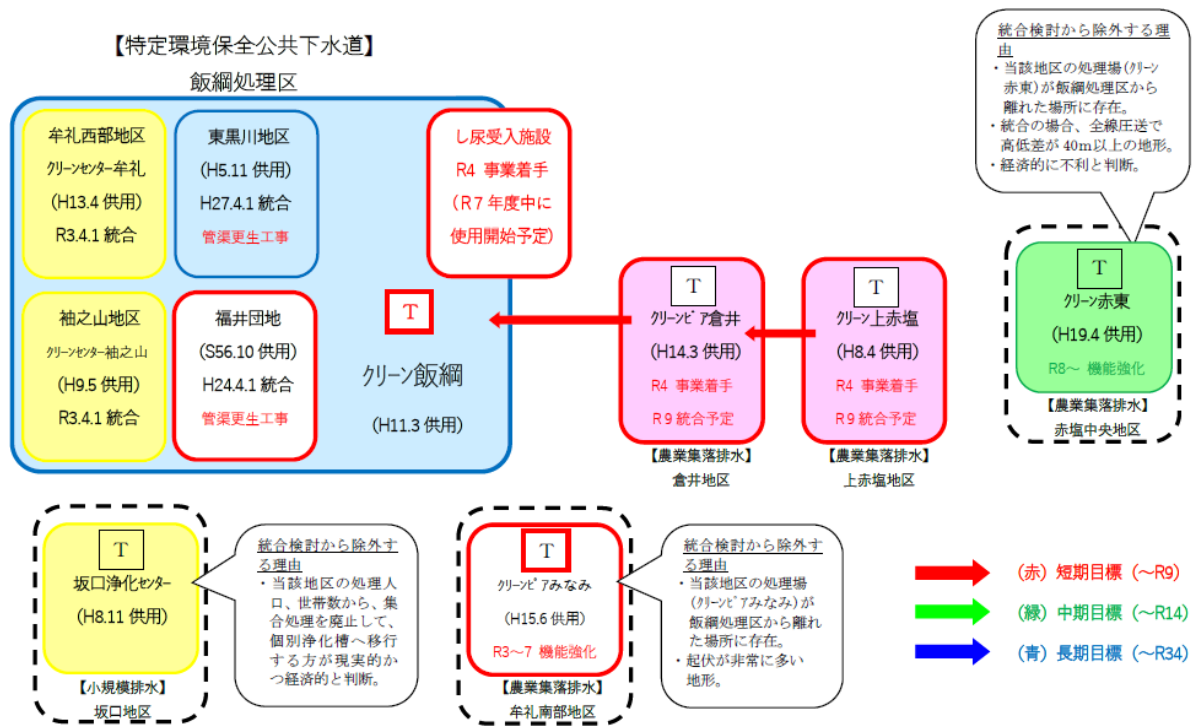 【特定環境保全公共下水道】
飯綱処理区
牟礼西部地区
クリーンセンター牟礼
(H13.4 供用)
R3.4.1 統合
東黒川地区
(H5.11 供用)
H27.4.1 統合
管渠更生工事
し尿受入施設
R4 事業着手
(R７年度中に
使用開始予定)
袖之山地区
クリーンセンター袖之山
(H9.5 供用)
R3.4.1 統合
福井団地
(S56.10 供用)
H24.4.1 統合
管渠更生工事
T
クリーン飯綱
(H11.3 供用)
T
クリーンピア倉井
(H14.3 供用)
R4 事業着手
R９統合予定
【農業集落排水】
倉井地区
T
クリーン上赤塩
(H8.4 供用)
R4 事業着手
R９統合予定
【農業集落排水】
上赤塩地区
統合検討から除外する理
由
・当該地区の処理場(クリーン
赤東)が飯綱処理区から
離れた場所に存在。
・統合の場合、全線圧送で
高低差が 40m以上の地形。
・経済的に不利と判断。
T
クリーン赤東
(H19.4 供用)
R8～ 機能強化
【農業集落排水】
赤塩中央地区
T
坂口浄化センター
(H8.11 供用)
【小規模排水】
坂口地区
統合検討から除外す
る理由
・当該地区の処理人
口、世帯数から、集
合処理を廃止して、
個別浄化槽へ移行
する方が現実的か
つ経済的と判断。
T
クリーンピアみなみ
(H15.6 供用)
R3～7 機能強化
【農業集落排水】
牟礼南部地区
統合検討から除外す
る理由
・当該地区の処理場
(クリーンピアみなみ)が
飯綱処理区から離れ
た場所に存在。
・起伏が非常に多い
地形。
(赤) 短期目標 (～R9)
(緑) 中期目標 (～R14)
(青) 長期目標 (～R34)